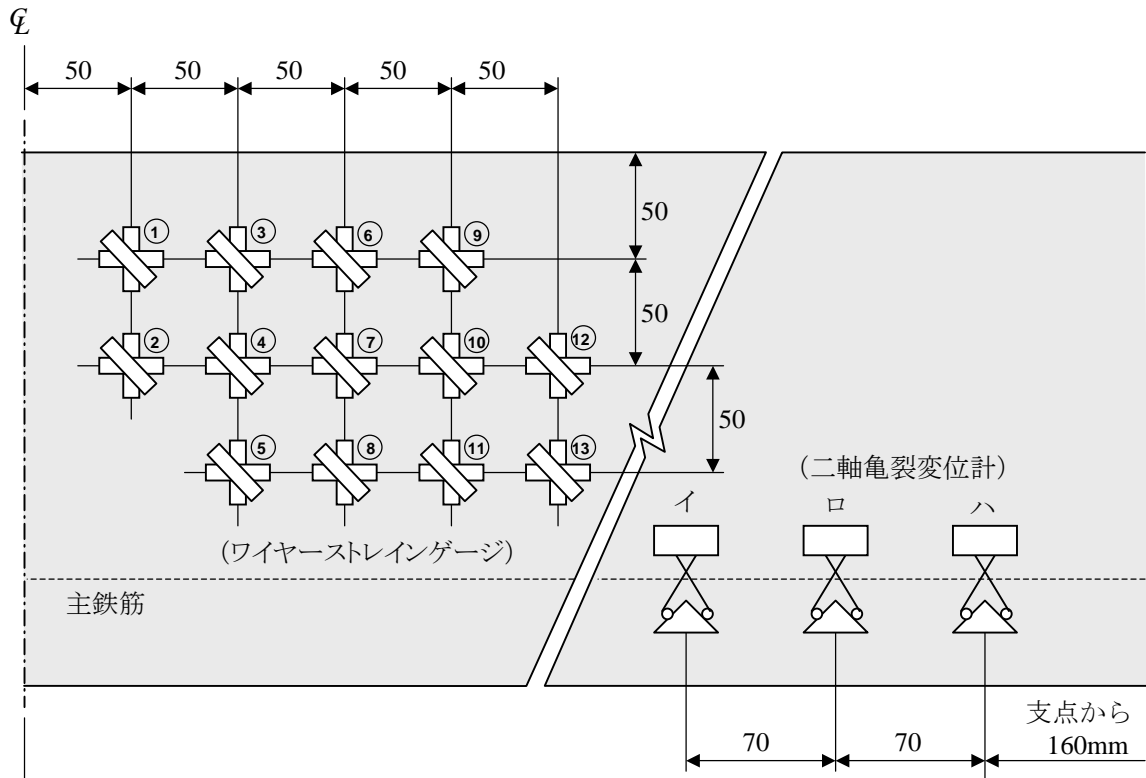 ℄
50 50 50 50 50
50
① ③ ⑥ ⑨
50
② ④ ⑦ ⑩ ⑫
50
⑤ ⑧ ⑪ ⑬
(二軸亀裂変位計)
イ ロ ハ
(ワイヤーストレインゲージ)
主鉄筋
支点から
70 70 160mm